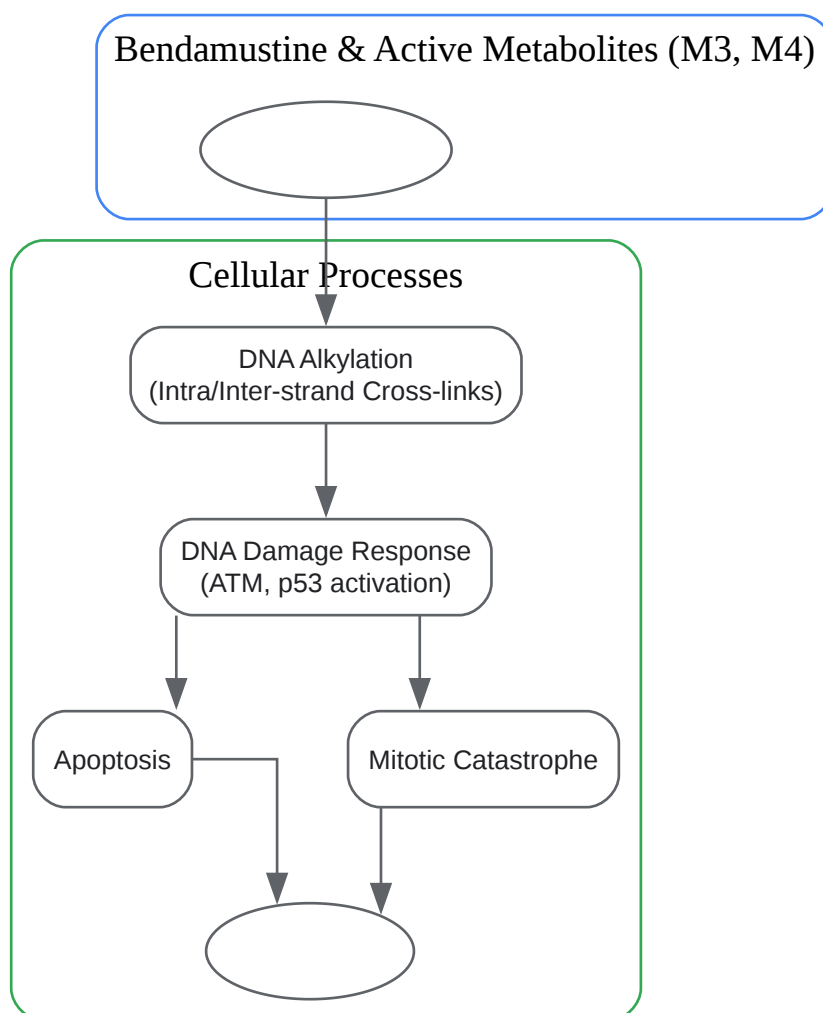 Bendamustine & Active Metabolites (M3, M4)
Cellular Processes
DNA Alkylation
(Intra/Inter-strand Cross-links)
DNA Damage Response
(ATM, p53 activation)
Apoptosis
Mitotic Catastrophe